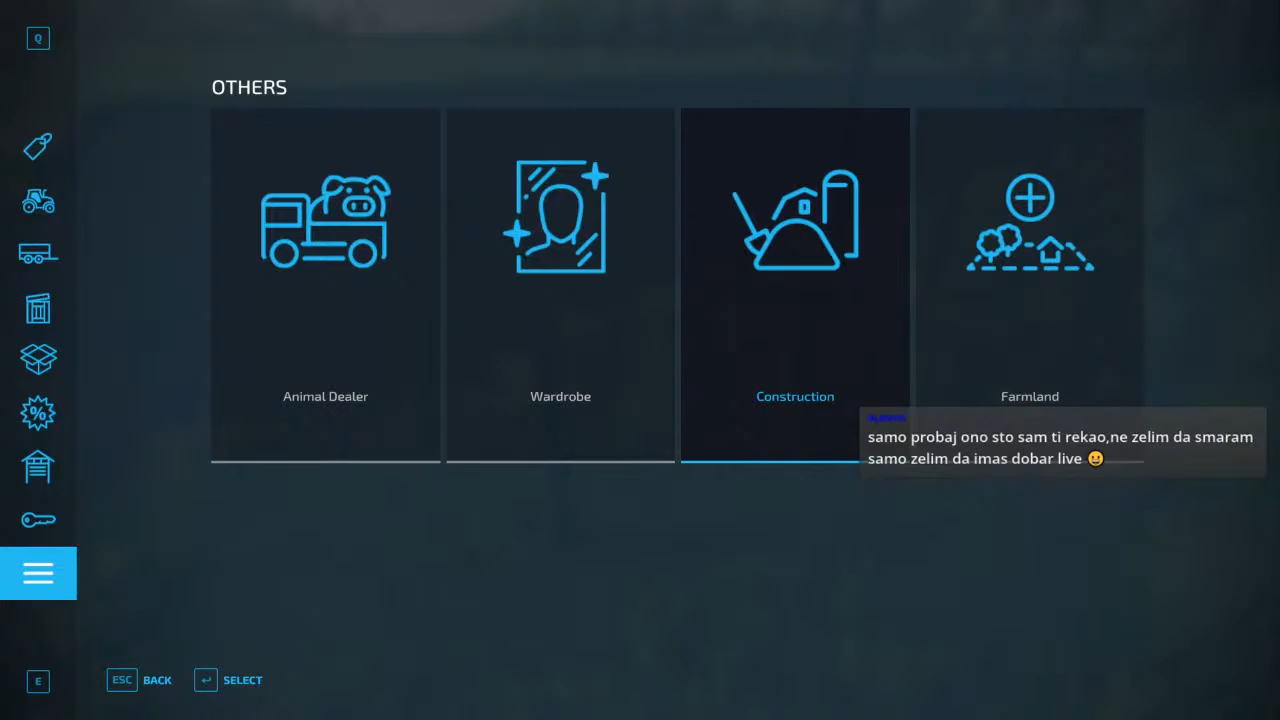 Q
OTHERS
%
Animal Dealer
Wardrobe
Construction
Farmland
samo probaj ono sto sam ti rekao,ne zelim da smaram
samo zelim da imas dobar live 😀
E
ESC BACK ↵ SELECT